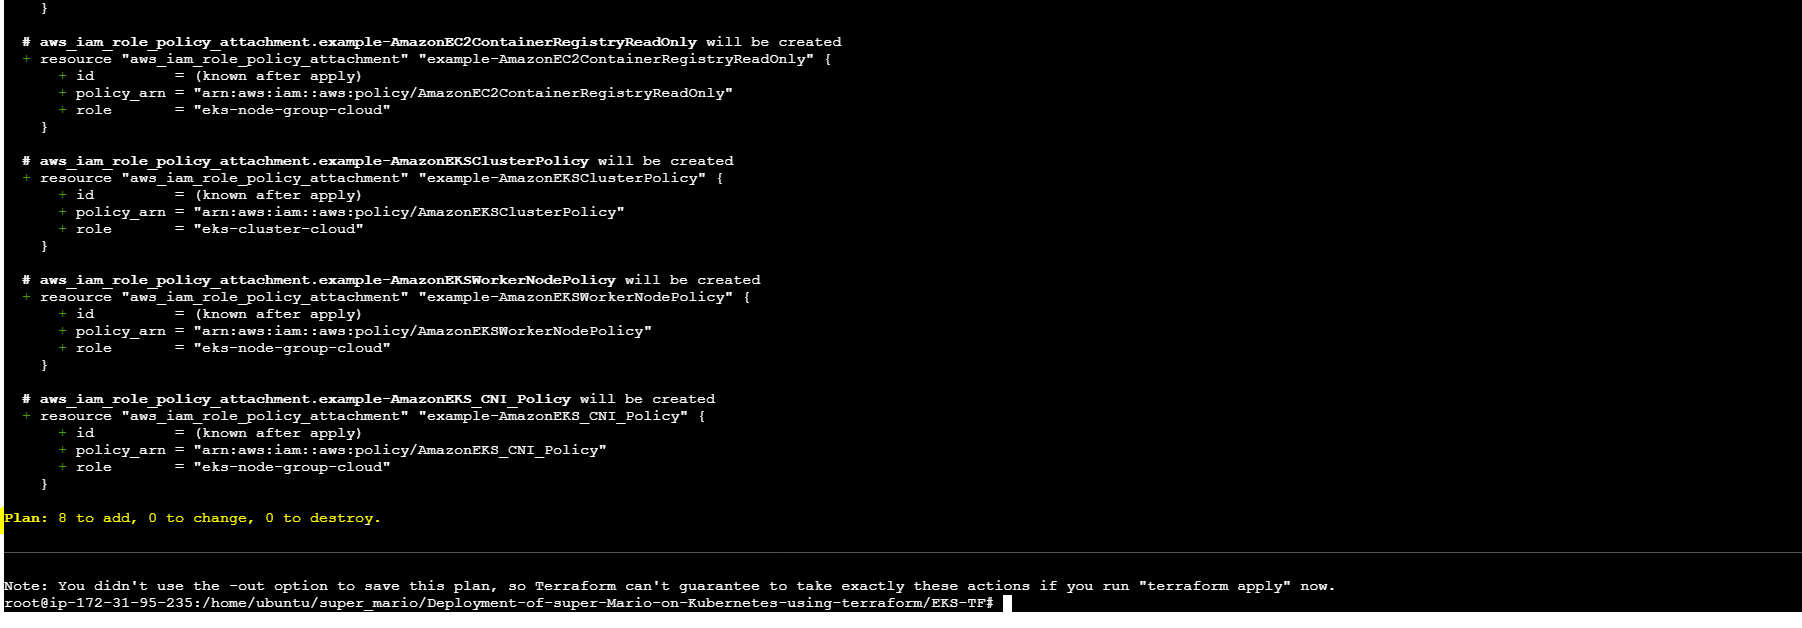 }

  # aws_iam_role_policy_attachment.example-AmazonEC2ContainerRegistryReadOnly will be created
  + resource "aws_iam_role_policy_attachment" "example-AmazonEC2ContainerRegistryReadOnly" {
      + id         = (known after apply)
      + policy_arn = "arn:aws:iam::aws:policy/AmazonEC2ContainerRegistryReadOnly"
      + role       = "eks-node-group-cloud"
    }

  # aws_iam_role_policy_attachment.example-AmazonEKSClusterPolicy will be created
  + resource "aws_iam_role_policy_attachment" "example-AmazonEKSClusterPolicy" {
      + id         = (known after apply)
      + policy_arn = "arn:aws:iam::aws:policy/AmazonEKSClusterPolicy"
      + role       = "eks-cluster-cloud"
    }

  # aws_iam_role_policy_attachment.example-AmazonEKSWorkerNodePolicy will be created
  + resource "aws_iam_role_policy_attachment" "example-AmazonEKSWorkerNodePolicy" {
      + id         = (known after apply)
      + policy_arn = "arn:aws:iam::aws:policy/AmazonEKSWorkerNodePolicy"
      + role       = "eks-node-group-cloud"
    }

  # aws_iam_role_policy_attachment.example-AmazonEKS_CNI_Policy will be created
  + resource "aws_iam_role_policy_attachment" "example-AmazonEKS_CNI_Policy" {
      + id         = (known after apply)
      + policy_arn = "arn:aws:iam::aws:policy/AmazonEKS_CNI_Policy"
      + role       = "eks-node-group-cloud"
    }

Plan: 8 to add, 0 to change, 0 to destroy.

Note: You didn't use the -out option to save this plan, so Terraform can't guarantee to take exactly these actions if you run "terraform apply" now.
root@ip-172-31-95-235:/home/ubuntu/super_mario/Deployment-of-super-Mario-on-Kubernetes-using-terraform/EKS-TF#